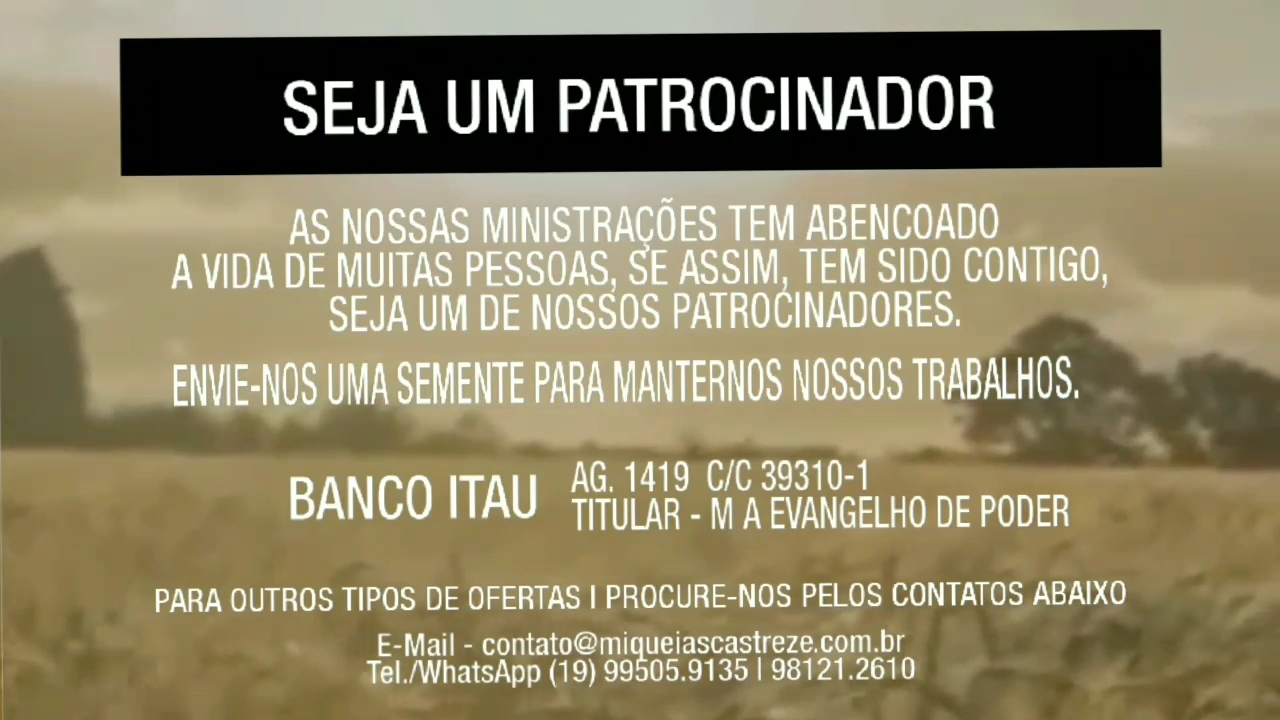 SEJA UM PATROCINADOR
AS NOSSAS MINISTRAÇÕES TEM ABENCOADO
A VIDA DE MUITAS PESSOAS, SE ASSIM, TEM SIDO CONTIGO,
SEJA UM DE NOSSOS PATROCINADORES.
ENVIE-NOS UMA SEMENTE PARA MANTERNOS NOSSOS TRABALHOS.
BANCO ITAU
AG. 1419 C/C 39310-1
TITULAR - M A EVANGELHO DE PODER
PARA OUTROS TIPOS DE OFERTAS I PROCURE-NOS PELOS CONTATOS ABAIXO
E-Mail - contato@miqueiascastreze.com.br
Tel./WhatsApp (19) 99505.9135 | 98121.2610